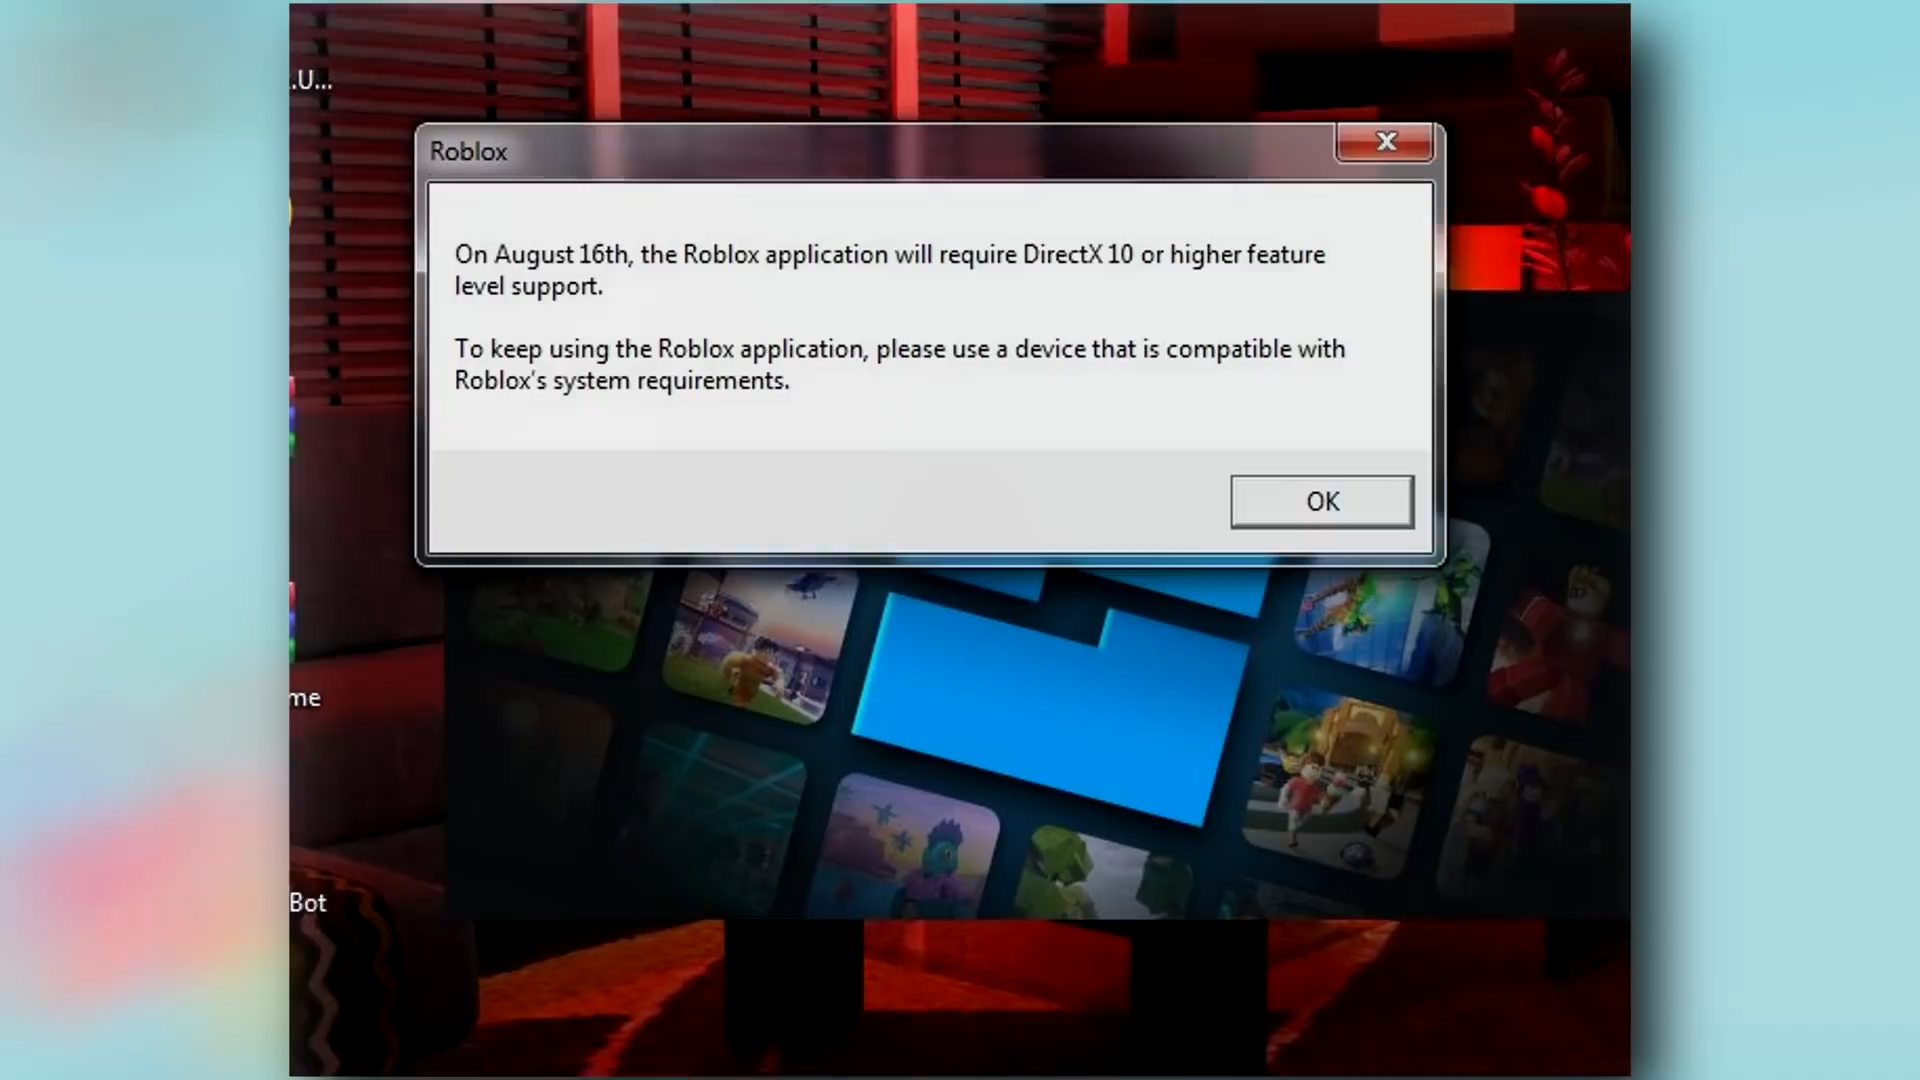 .U...
Roblox
X
On August 16th, the Roblox application will require DirectX 10 or higher feature
level support.
To keep using the Roblox application, please use a device that is compatible with
Roblox's system requirements.
OK
me
Bot